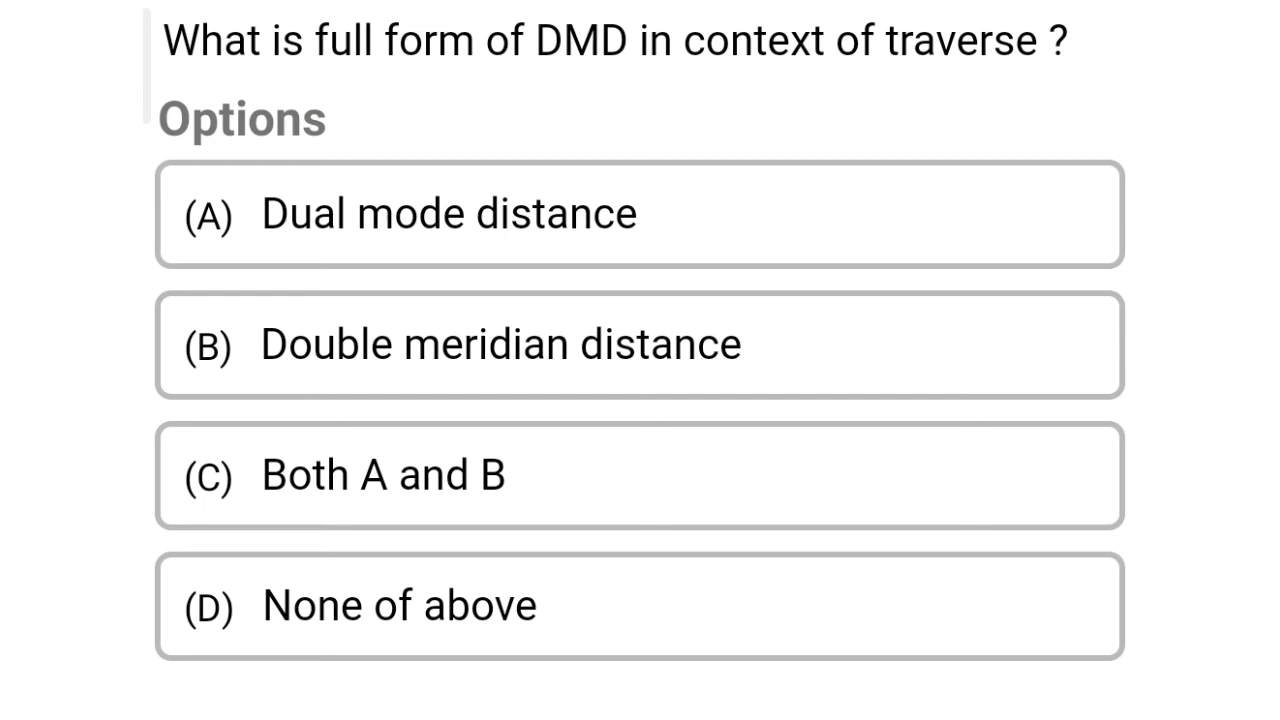 What is full form of DMD in context of traverse ?
Options
(A) Dual mode distance
(B) Double meridian distance
(C) Both A and B
(D) None of above